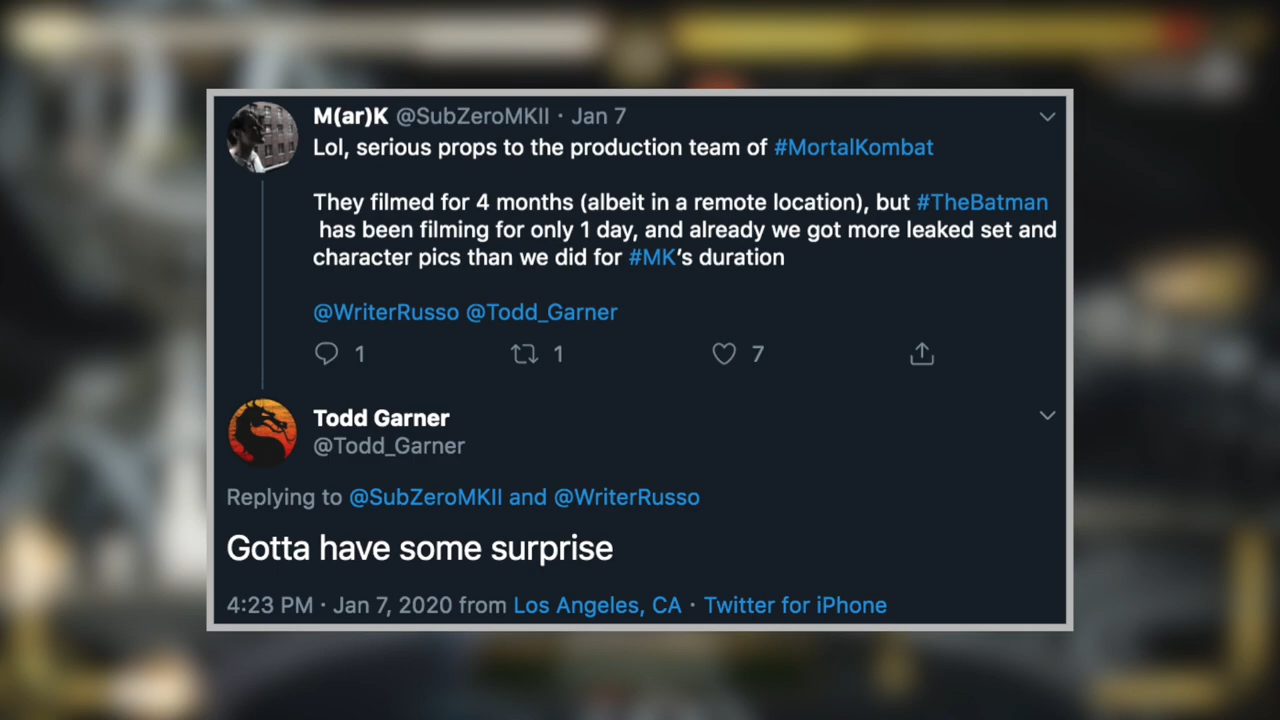 M(ar)K @SubZeroMKII · Jan 7
Lol, serious props to the production team of #MortalKombat
They filmed for 4 months (albeit in a remote location), but #TheBatman
has been filming for only 1 day, and already we got more leaked set and
character pics than we did for #MK's duration
@WriterRusso @Todd_Garner
1 1 7
Todd Garner
@Todd_Garner
Replying to @SubZeroMKII and @WriterRusso
Gotta have some surprise
4:23 PM · Jan 7, 2020 from Los Angeles, CA · Twitter for iPhone